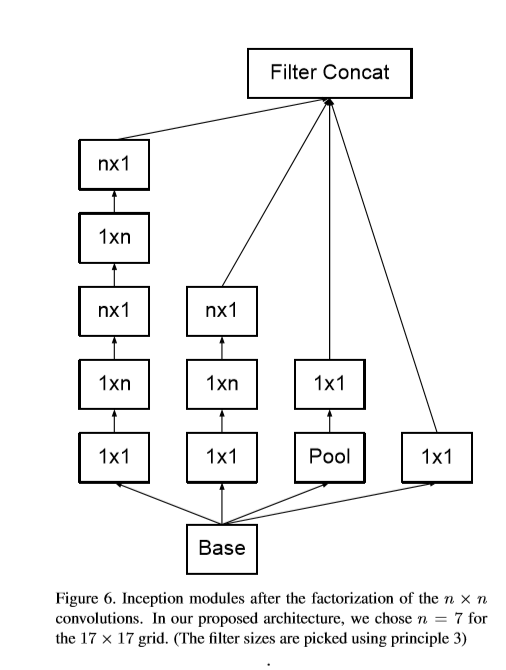 Filter Concat
nx1
1xn
nx1
nx1
1xn
1xn
1x1
1x1
1x1
Pool
1x1
Base
Figure 6. Inception modules after the factorization of the n × n
convolutions. In our proposed architecture, we chose n = 7 for
the 17 × 17 grid. (The filter sizes are picked using principle 3)
.